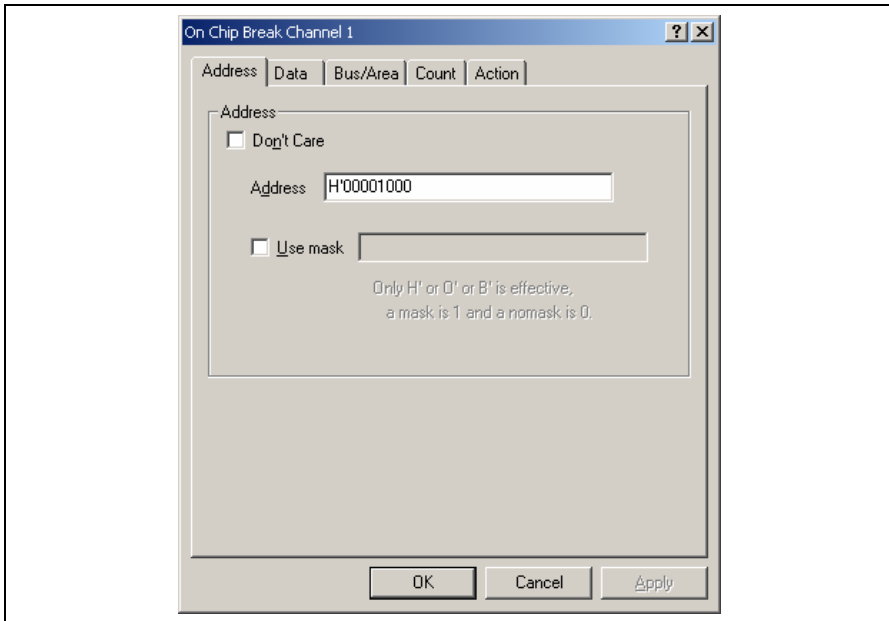 On Chip Break Channel 1
Address Data Bus/Area Count Action
Address
Don't Care
Address H'00001000
Use mask
Only H' or O' or B' is effective,
a mask is 1 and a nomask is 0.
OK Cancel Apply